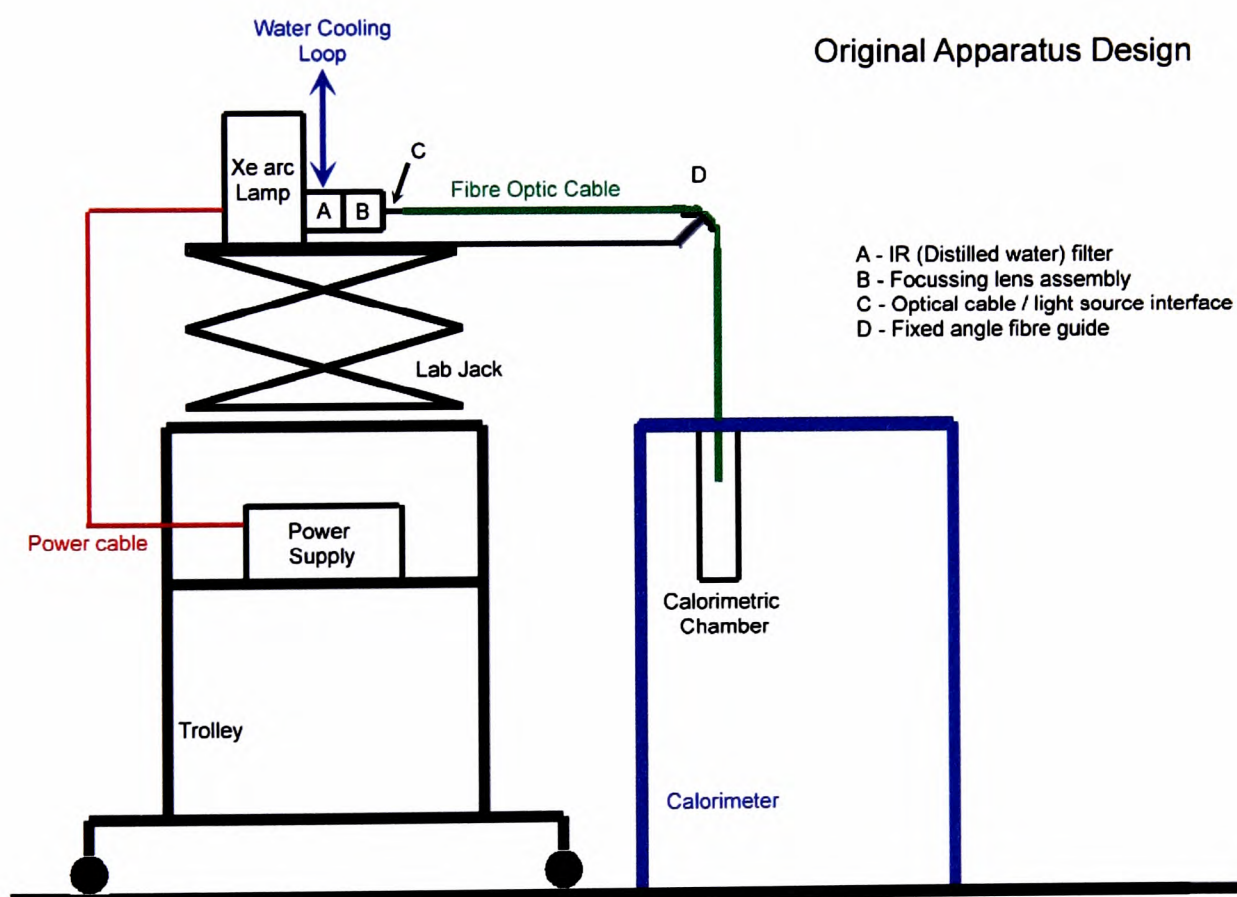 Water Cooling
Loop
Original Apparatus Design
C
Xe arc
Lamp
A
B
Fibre Optic Cable
D
A - IR (Distilled water) filter
B - Focussing lens assembly
C - Optical cable / light source interface
D - Fixed angle fibre guide
Lab Jack
Power cable
Power
Supply
Calorimetric
Chamber
Trolley
Calorimeter